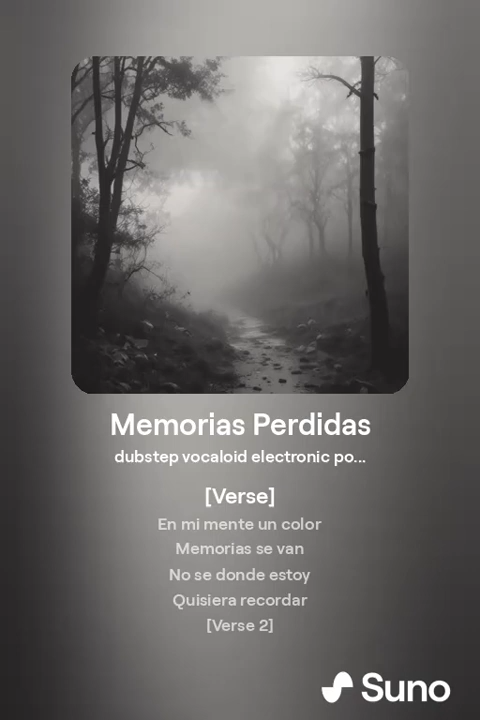 Memorias Perdidas
dubstep vocaloid electronic po...
[Verse]
En mi mente un color
Memorias se van
No se donde estoy
Quisiera recordar
[Verse 2]
Suno